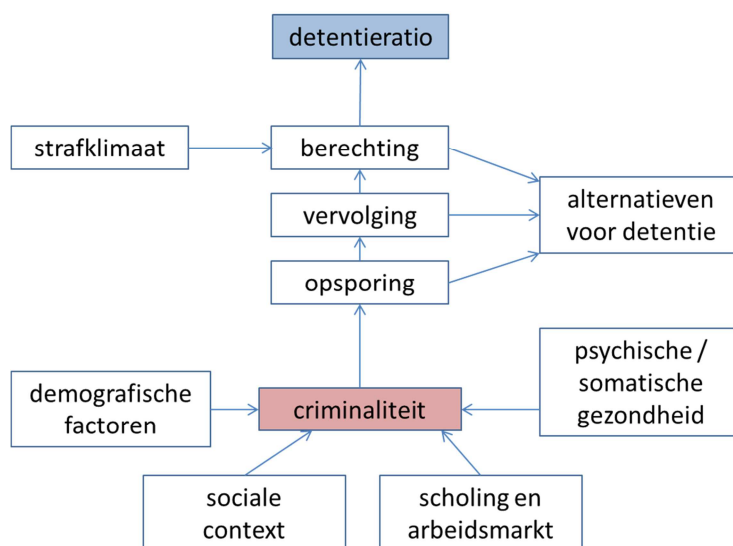 detentieratio
strafklimaat
berechting
vervolging
alternatieven
voor detentie
opsporing
psychische /
somatische
gezondheid
demografische
factoren
criminaliteit
sociale
context
scholing en
arbeidsmarkt